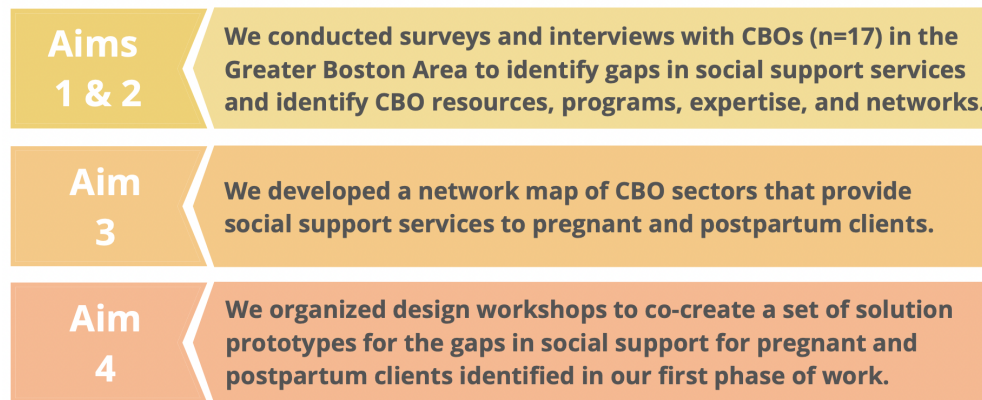 Aims
1 & 2
We conducted surveys and interviews with CBOs (n=17) in the
Greater Boston Area to identify gaps in social support services
and identify CBO resources, programs, expertise, and networks.
Aim
3
We developed a network map of CBO sectors that provide
social support services to pregnant and postpartum clients.
Aim
4
We organized design workshops to co-create a set of solution
prototypes for the gaps in social support for pregnant and
postpartum clients identified in our first phase of work.